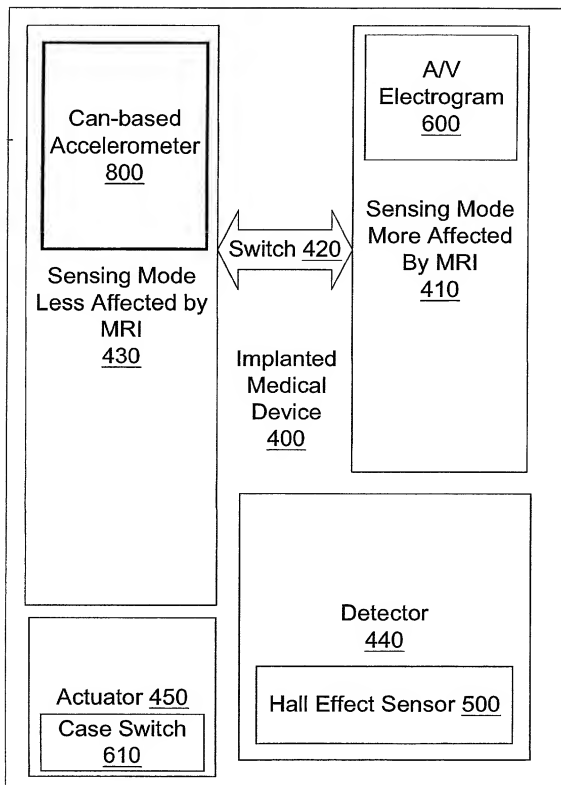 Can-based
Accelerometer
800
Sensing Mode
Less Affected by
MRI
430
Switch 420
A/V
Electrogram
600
Sensing Mode
More Affected
By MRI
410
Implanted
Medical
Device
400
Actuator 450
Case Switch
610
Detector
440
Hall Effect Sensor 500